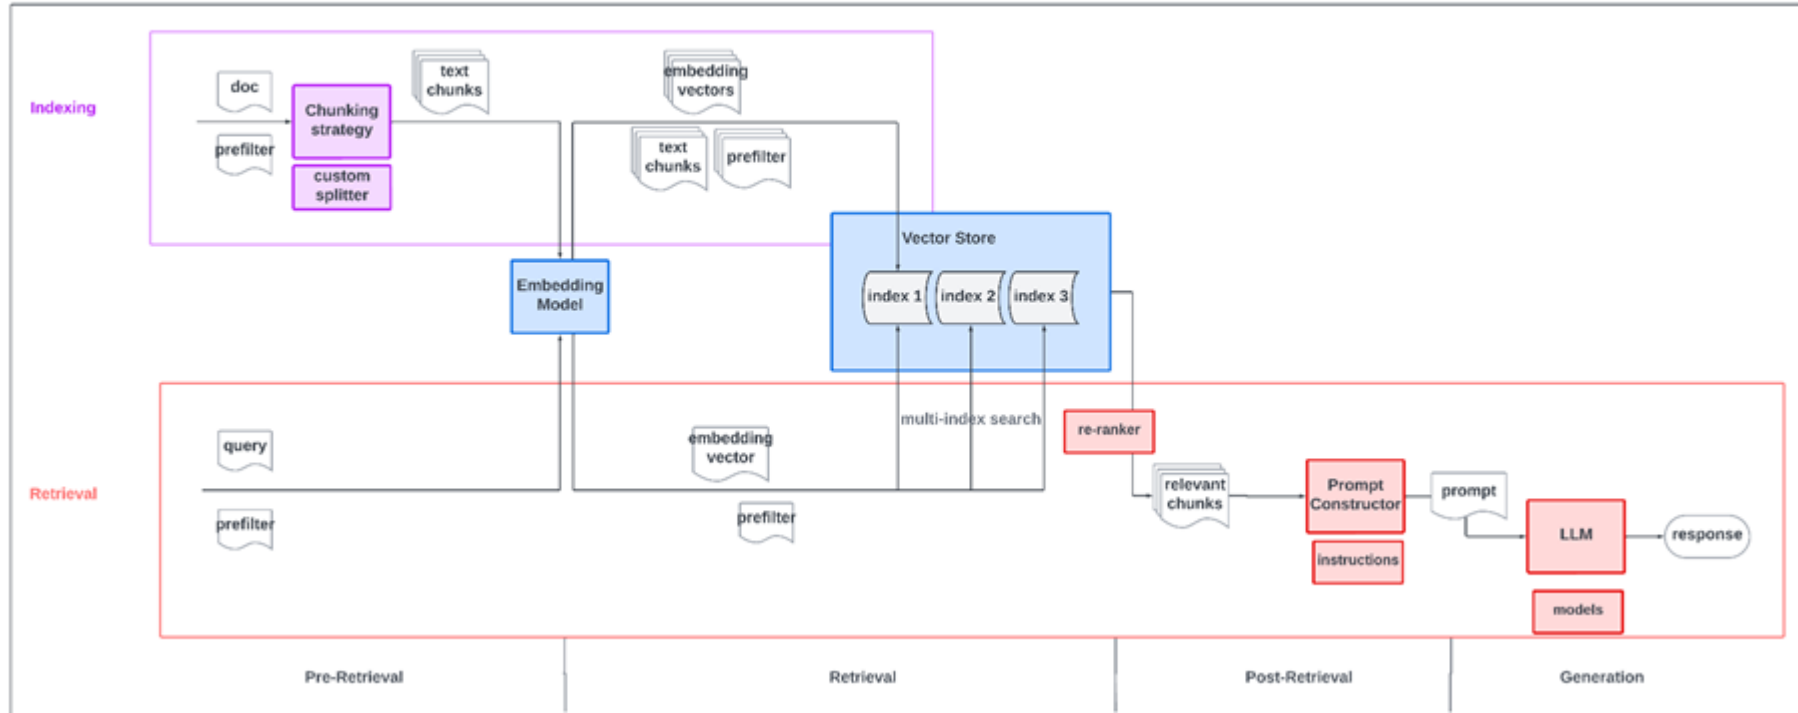 Indexing
doc
prefilter
Chunking
strategy
custom
splitter
text
chunks
embedding
vectors
text
chunks
prefilter
Embedding
Model
Vector Store
index 1
index 2
index 3
Retrieval
query
prefilter
embedding
vector
prefilter
multi-index search
re-ranker
relevant
chunks
Prompt
Constructor
instructions
prompt
LLM
models
response
Pre-Retrieval
Retrieval
Post-Retrieval
Generation